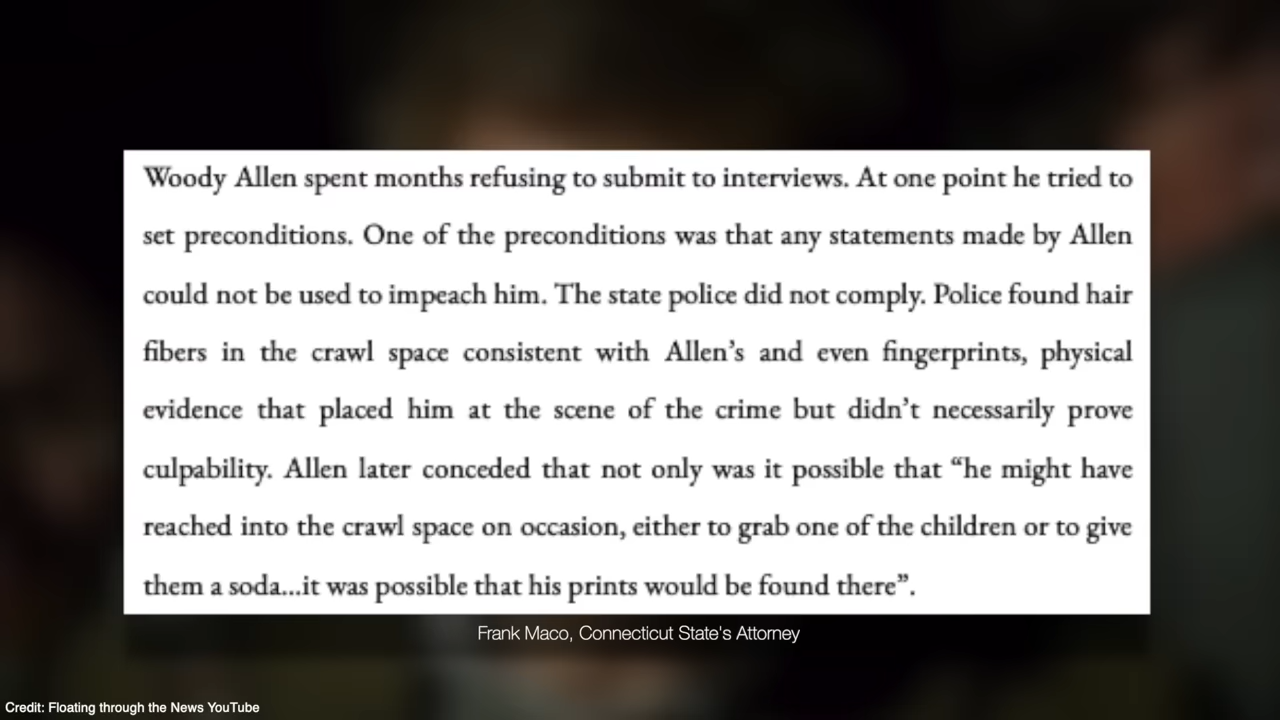 Woody Allen spent months refusing to submit to interviews. At one point he tried to
set preconditions. One of the preconditions was that any statements made by Allen
could not be used to impeach him. The state police did not comply. Police found hair
fibers in the crawl space consistent with Allen’s and even fingerprints, physical
evidence that placed him at the scene of the crime but didn’t necessarily prove
culpability. Allen later conceded that not only was it possible that “he might have
reached into the crawl space on occasion, either to grab one of the children or to give
them a soda...it was possible that his prints would be found there”.
Frank Maco, Connecticut State's Attorney
Credit: Floating through the News YouTube